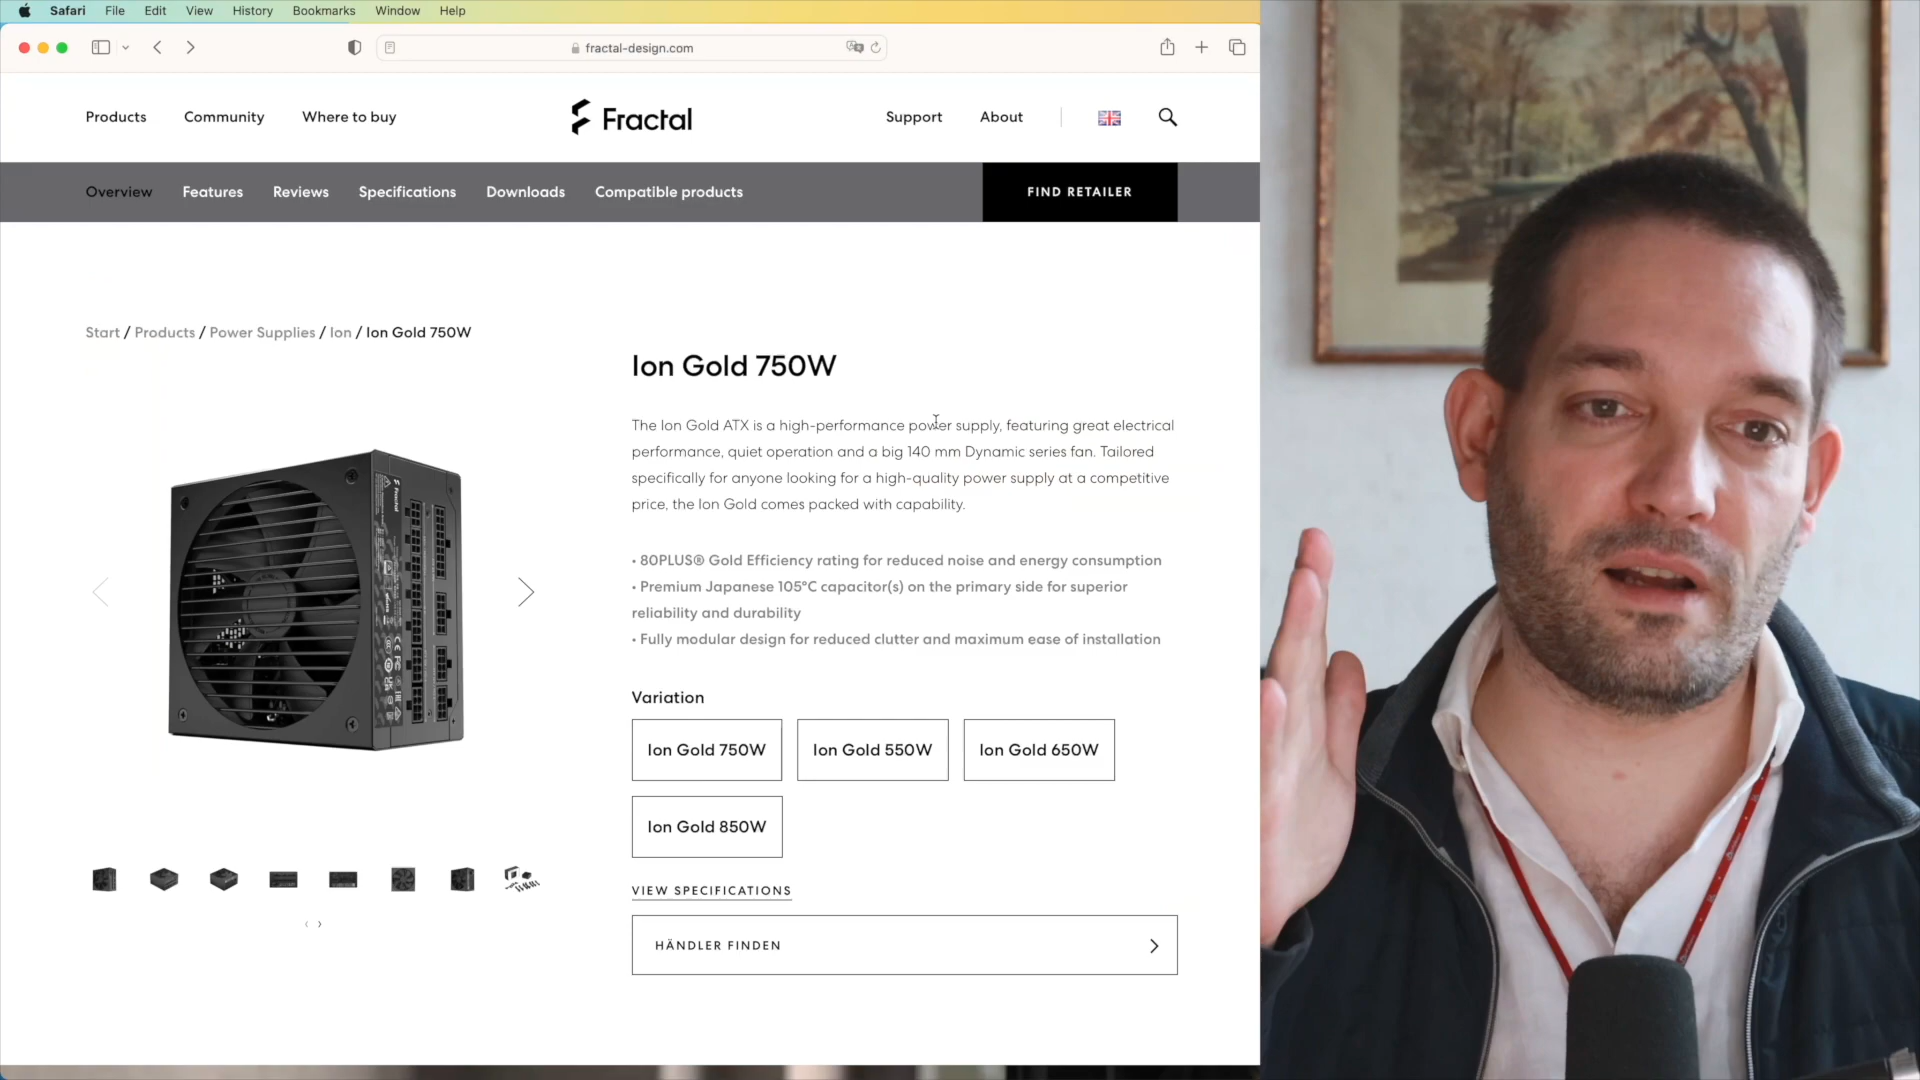 Safari File Edit View History Bookmarks Window Help
fractal-design.com
Products Community Where to buy Fractal Support About
Overview Features Reviews Specifications Downloads Compatible products FIND RETAILER
Start / Products / Power Supplies / Ion / Ion Gold 750W
Ion Gold 750W
The Ion Gold ATX is a high-performance power supply, featuring great electrical
performance, quiet operation and a big 140 mm Dynamic series fan. Tailored
specifically for anyone looking for a high-quality power supply at a competitive
price, the Ion Gold comes packed with capability.
• 80PLUS® Gold Efficiency rating for reduced noise and energy consumption
• Premium Japanese 105°C capacitor(s) on the primary side for superior
reliability and durability
• Fully modular design for reduced clutter and maximum ease of installation
Fractal
Variation
Ion Gold 750W Ion Gold 550W Ion Gold 650W
Ion Gold 850W
VIEW SPECIFICATIONS
HÄNDLER FINDEN